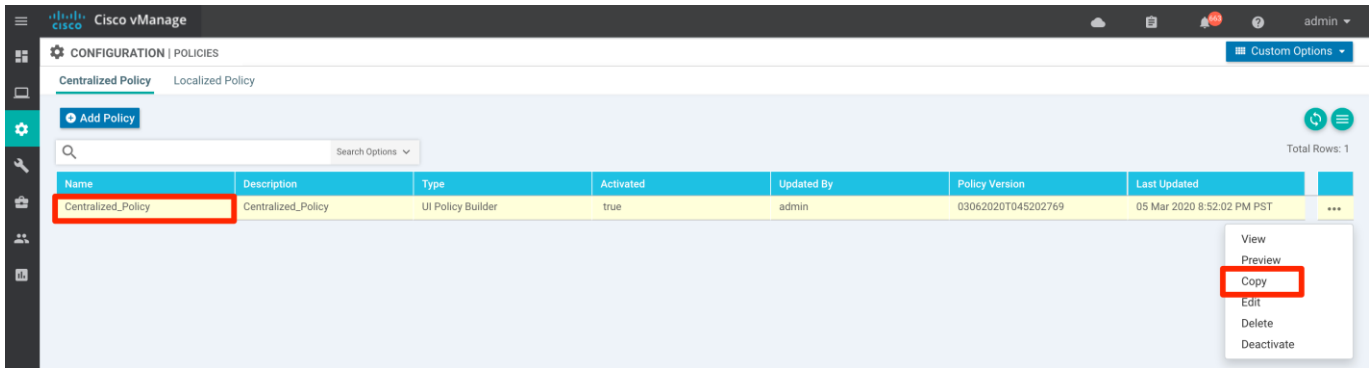 CISCO Cisco vManage 663 admin
CONFIGURATION | POLICIES Custom Options
Centralized Policy Localized Policy
Add Policy
Search Options Total Rows: 1
Name Description Type Activated Updated By Policy Version Last Updated
Centralized_Policy Centralized_Policy UI Policy Builder true admin 03062020T045202769 05 Mar 2020 8:52:02 PM PST
View
Preview
Copy
Edit
Delete
Deactivate